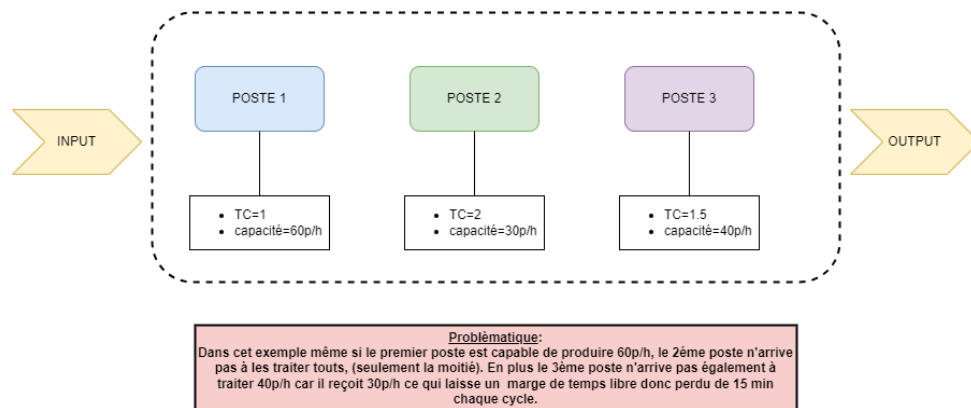 POSTE 1
POSTE 2
POSTE 3
INPUT
OUTPUT
• TC=1
• capacité=60p/h
• TC=2
• capacité=30p/h
• TC=1.5
• capacité=40p/h
Problèmatique:
Dans cet exemple même si le premier poste est capable de produire 60p/h, le 2éme poste n'arrive
pas à les traiter touts, (seulement la moitié). En plus le 3ème poste n'arrive pas également à
traiter 40p/h car il reçoit 30p/h ce qui laisse un marge de temps libre donc perdu de 15 min
chaque cycle.